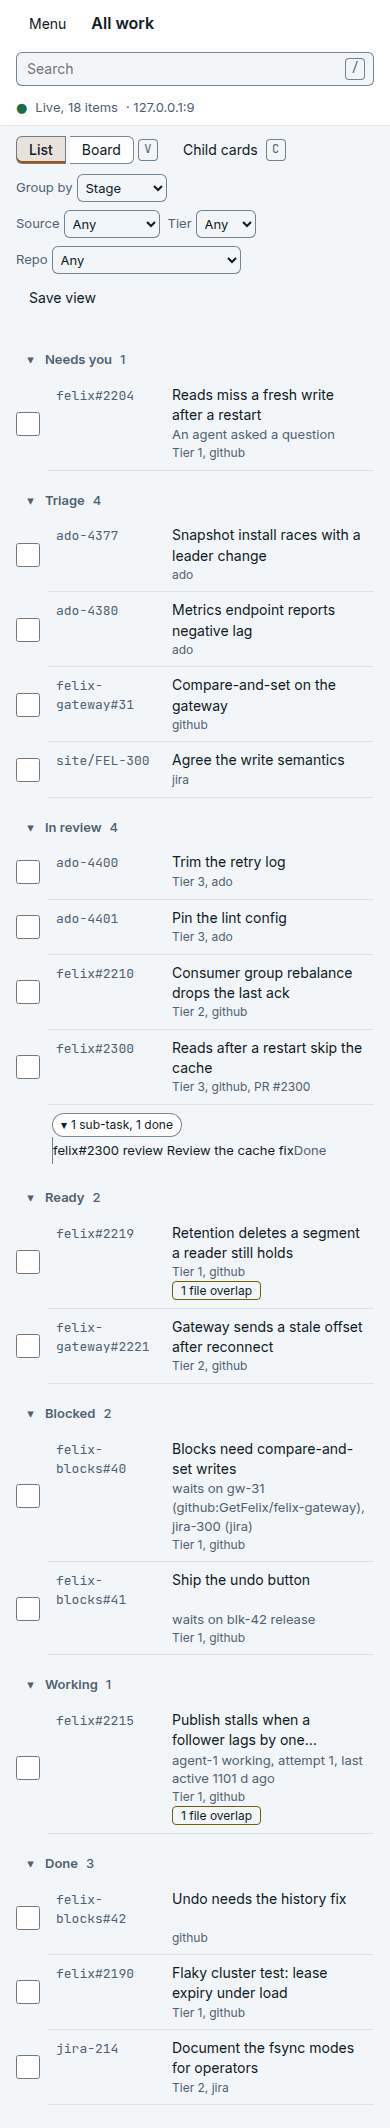 Menu All work
Search /
Live, 18 items · 127.0.0.1:9
List Board V Child cards C
Group by Stage
Source Any Tier Any
Repo Any
Save view
▾ Needs you 1
felix#2204 Reads miss a fresh write
after a restart
An agent asked a question
Tier 1, github
▾ Triage 4
ado-4377 Snapshot install races with a
leader change
ado
ado-4380 Metrics endpoint reports
negative lag
ado
felix- Compare-and-set on the
gateway#31 gateway
github
site/FEL-300 Agree the write semantics
jira
▾ In review 4
ado-4400 Trim the retry log
Tier 3, ado
ado-4401 Pin the lint config
Tier 3, ado
felix#2210 Consumer group rebalance
drops the last ack
Tier 2, github
felix#2300 Reads after a restart skip the
cache
Tier 3, github, PR #2300
▾ 1 sub-task, 1 done
felix#2300 review Review the cache fixDone
▾ Ready 2
felix#2219 Retention deletes a segment
a reader still holds
Tier 1, github
1 file overlap
felix- Gateway sends a stale offset
gateway#2221 after reconnect
Tier 2, github
▾ Blocked 2
felix- Blocks need compare-and-
blocks#40 set writes
waits on gw-31
(github:GetFelix/felix-gateway),
jira-300 (jira)
Tier 1, github
felix- Ship the undo button
blocks#41
waits on blk-42 release
Tier 1, github
▾ Working 1
felix#2215 Publish stalls when a
follower lags by one...
agent-1 working, attempt 1, last
active 1101 d ago
Tier 1, github
1 file overlap
▾ Done 3
felix- Undo needs the history fix
blocks#42
github
felix#2190 Flaky cluster test: lease
expiry under load
Tier 1, github
jira-214 Document the fsync modes
for operators
Tier 2, jira